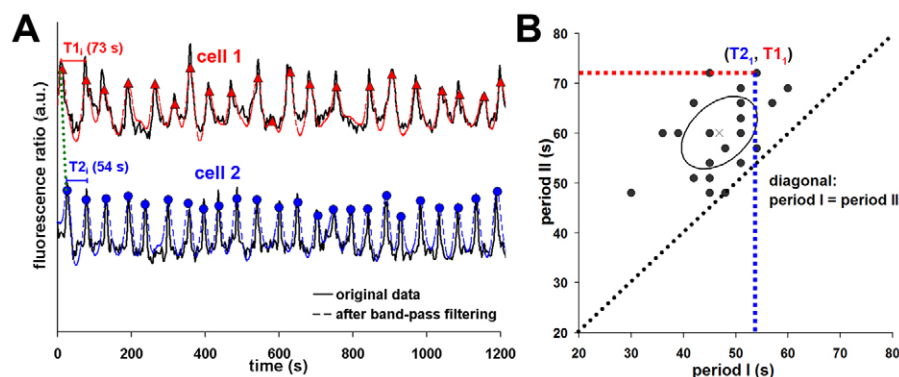 A
T1i (73 s)
cell 1
T2i (54 s)
cell 2
fluorescence ratio (a.u.)
original data
after band-pass filtering
0 200 400 600 800 1000 1200
time (s)
B
(T21, T11)
80
70
60
50
40
30
20
period II (s)
diagonal:
period I = period II
20 30 40 50 60 70 80
period I (s)